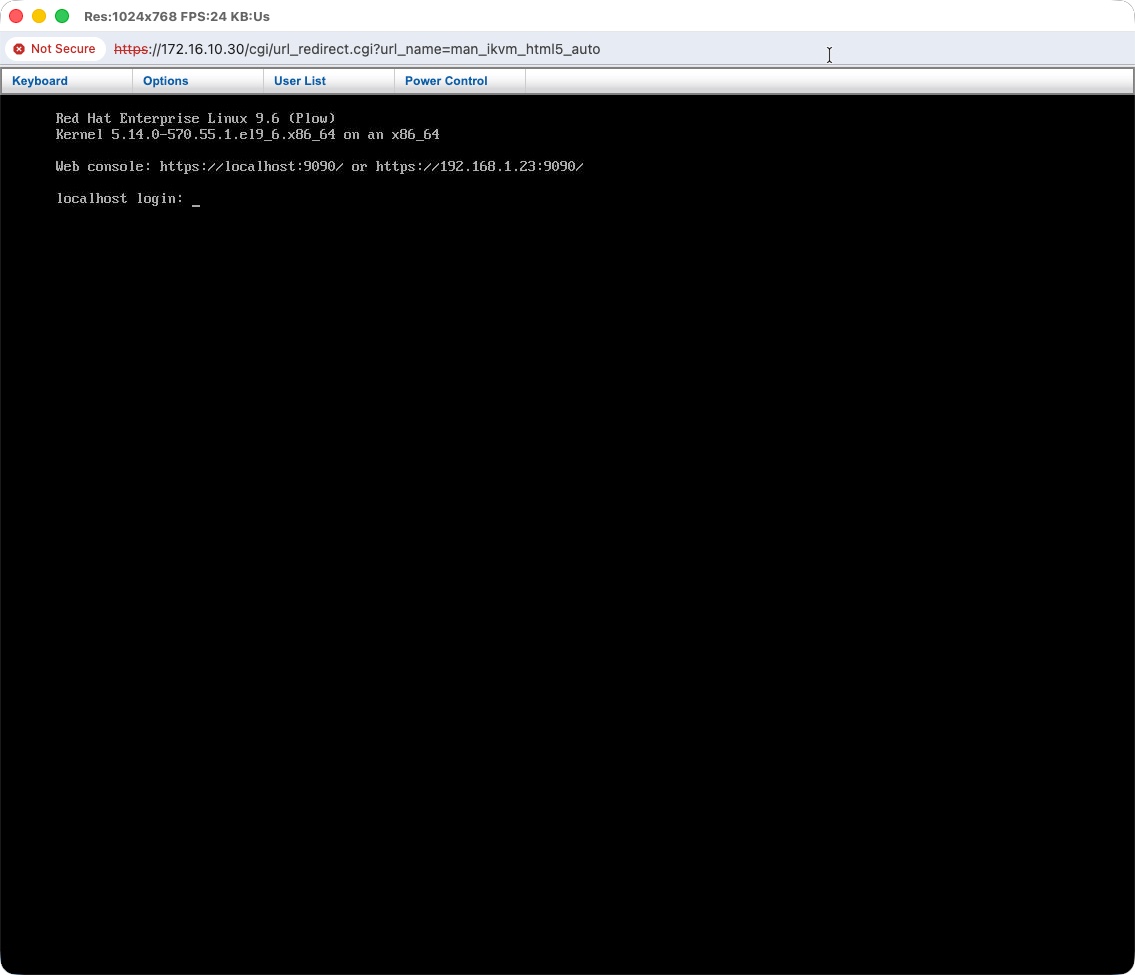 Res:1024x768 FPS:24 KB:Us
Not Secure https://172.16.10.30/cgi/url_redirect.cgi?url_name=man_ikvm_html5_auto
Keyboard Options User List Power Control
Red Hat Enterprise Linux 9.6 (Plow)
Kernel 5.14.0-570.55.1.el9_6.x86_64 on an x86_64
Web console: https://localhost:9090/ or https://192.168.1.23:9090/
localhost login: _